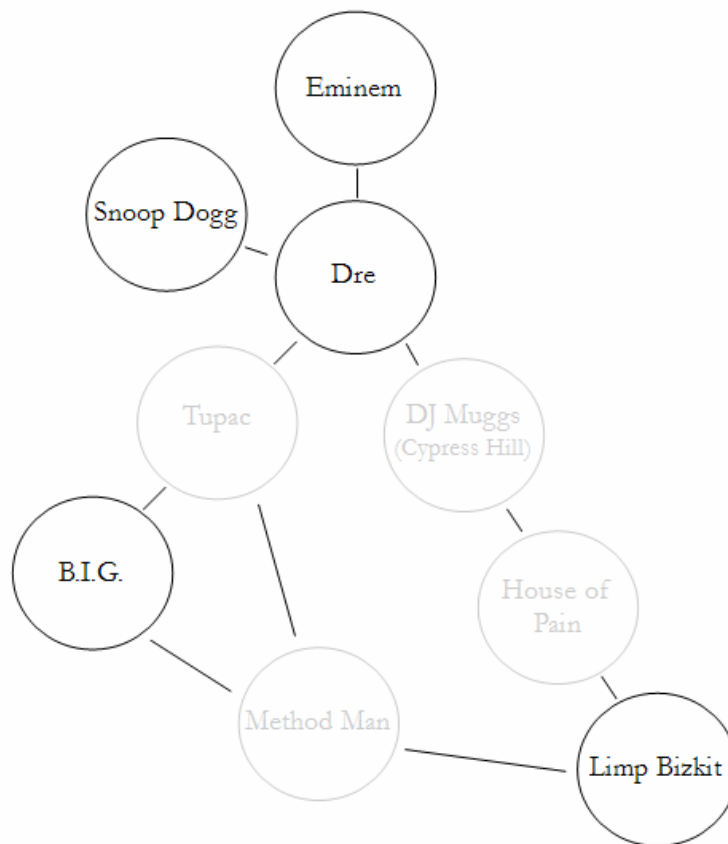 Eminem
Snoop Dogg
Dre
Tupac
DJ Muggs
(Cypress Hill)
B.I.G.
House of
Pain
Method Man
Limp Bizkit